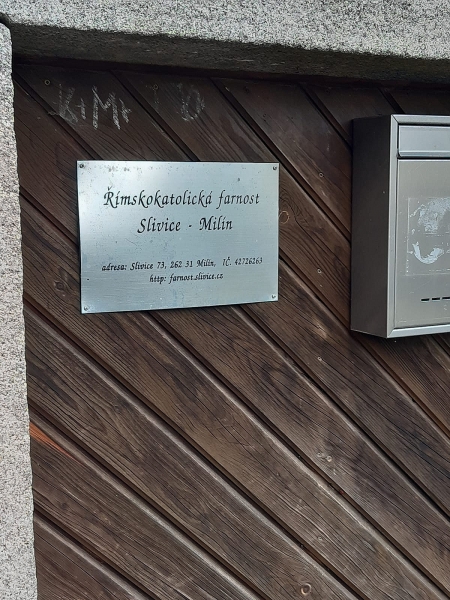 K+M+
Římskokatolická farnost
Slivice - Milín
adresa: Slivice 73, 262 31 Milín, IČ. 42726263
http: farnost.slivice.cz